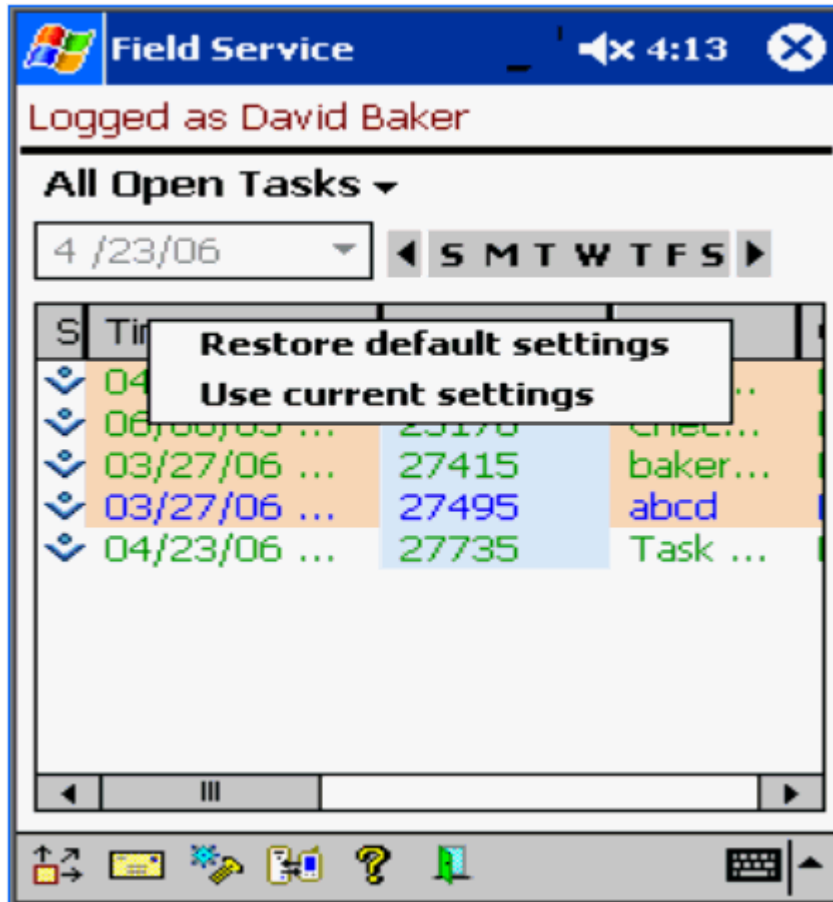 Field Service 4:13
Logged as David Baker
All Open Tasks
4 /23/06 S M T W T F S
S
Restore default settings
Use current settings
03/27/06 ... 27415 baker...
03/27/06 ... 27495 abcd
04/23/06 ... 27735 Task ...